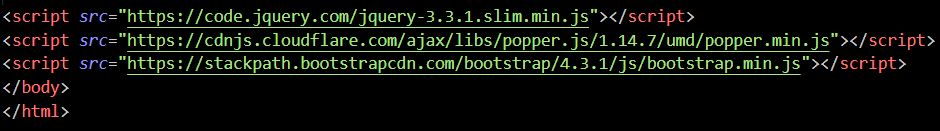 <script src="https://code.jquery.com/jquery-3.3.1.slim.min.js"></script>
<script src="https://cdnjs.cloudflare.com/ajax/libs/popper.js/1.14.7/umd/popper.min.js"></script>
<script src="https://stackpath.bootstrapcdn.com/bootstrap/4.3.1/js/bootstrap.min.js"></script>
</body>
</html>